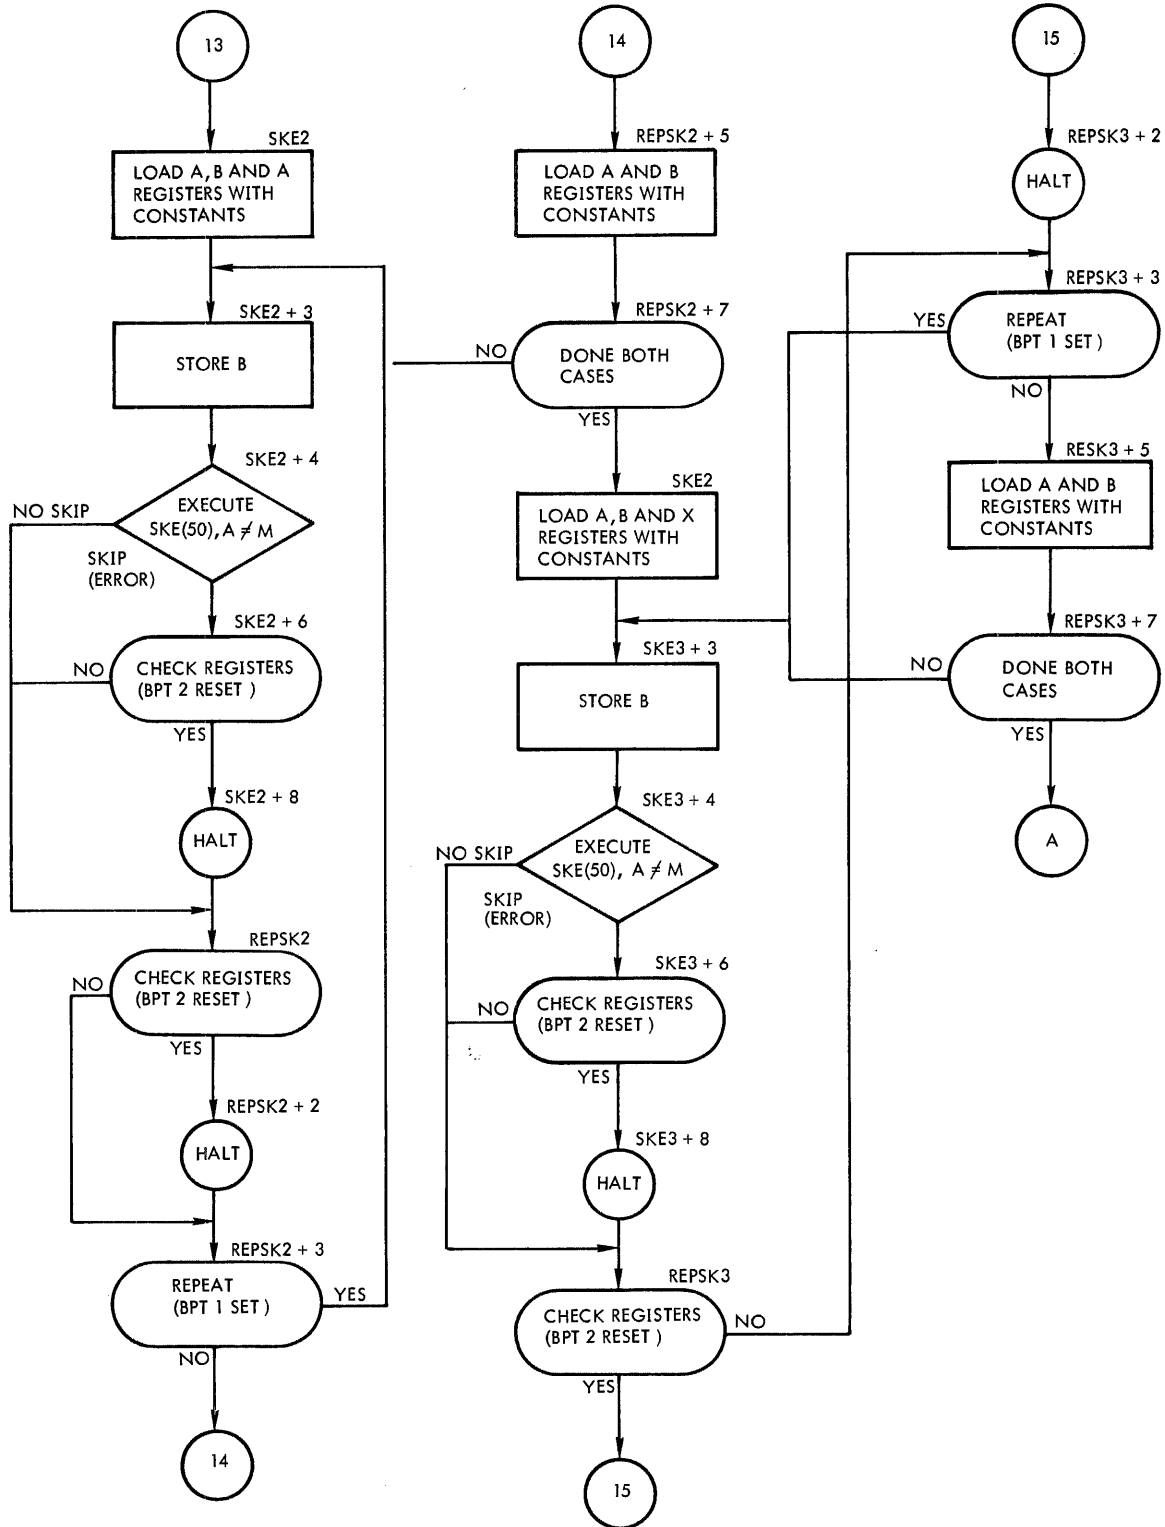 13
SKE2
LOAD A, B AND A
REGISTERS WITH
CONSTANTS
SKE2 + 3
STORE B
SKE2 + 4
EXECUTE
SKE(50), A ≠ M
NO SKIP
SKIP
(ERROR)
SKE2 + 6
CHECK REGISTERS
(BPT 2 RESET )
NO
YES
SKE2 + 8
HALT
REPSK2
CHECK REGISTERS
(BPT 2 RESET )
NO
YES
REPSK2 + 2
HALT
REPSK2 + 3
REPEAT
(BPT 1 SET )
YES
NO
14
14
REPSK2 + 5
LOAD A AND B
REGISTERS WITH
CONSTANTS
REPSK2 + 7
DONE BOTH
CASES
NO
YES
SKE2
LOAD A, B AND X
REGISTERS WITH
CONSTANTS
SKE3 + 3
STORE B
SKE3 + 4
EXECUTE
SKE(50), A ≠ M
NO SKIP
SKIP
(ERROR)
SKE3 + 6
CHECK REGISTERS
(BPT 2 RESET )
NO
YES
SKE3 + 8
HALT
REPSK3
CHECK REGISTERS
(BPT 2 RESET )
NO
YES
15
15
REPSK3 + 2
HALT
REPSK3 + 3
REPEAT
(BPT 1 SET )
YES
NO
RESK3 + 5
LOAD A AND B
REGISTERS WITH
CONSTANTS
REPSK3 + 7
DONE BOTH
CASES
NO
YES
A